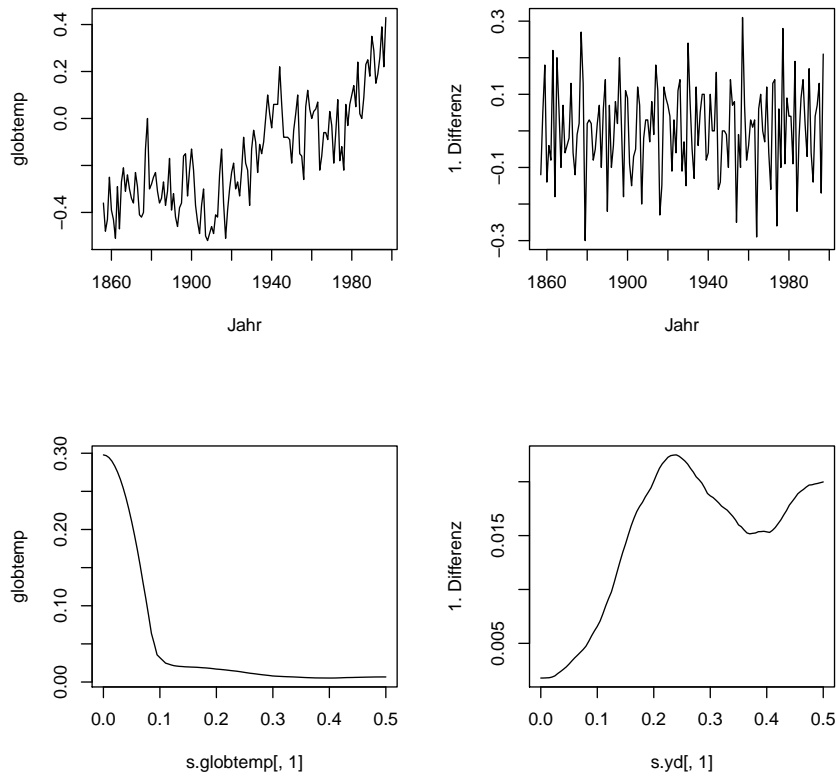 globtemp
0.4
0.2
0.0
−0.4
1860 1900 1940 1980
Jahr
1. Differenz
0.3
0.1
−0.1
−0.3
1860 1900 1940 1980
Jahr
globtemp
0.30
0.20
0.10
0.00
0.0 0.1 0.2 0.3 0.4 0.5
s.globtemp[, 1]
1. Differenz
0.015
0.005
0.0 0.1 0.2 0.3 0.4 0.5
s.yd[, 1]